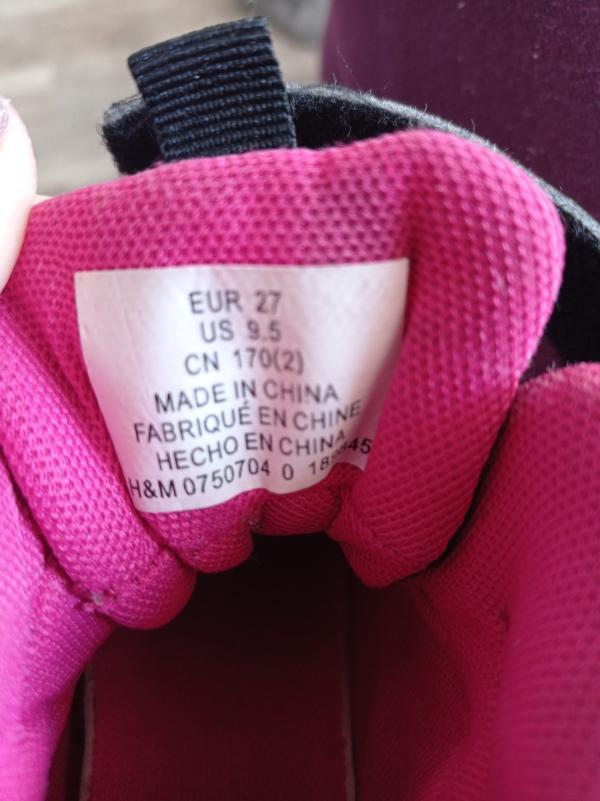 EUR 27
US 9.5
CN 170(2)
MADE IN CHINA
FABRIQUÉ EN CHINE
HECHO EN CHINA
H&M 0750704 0